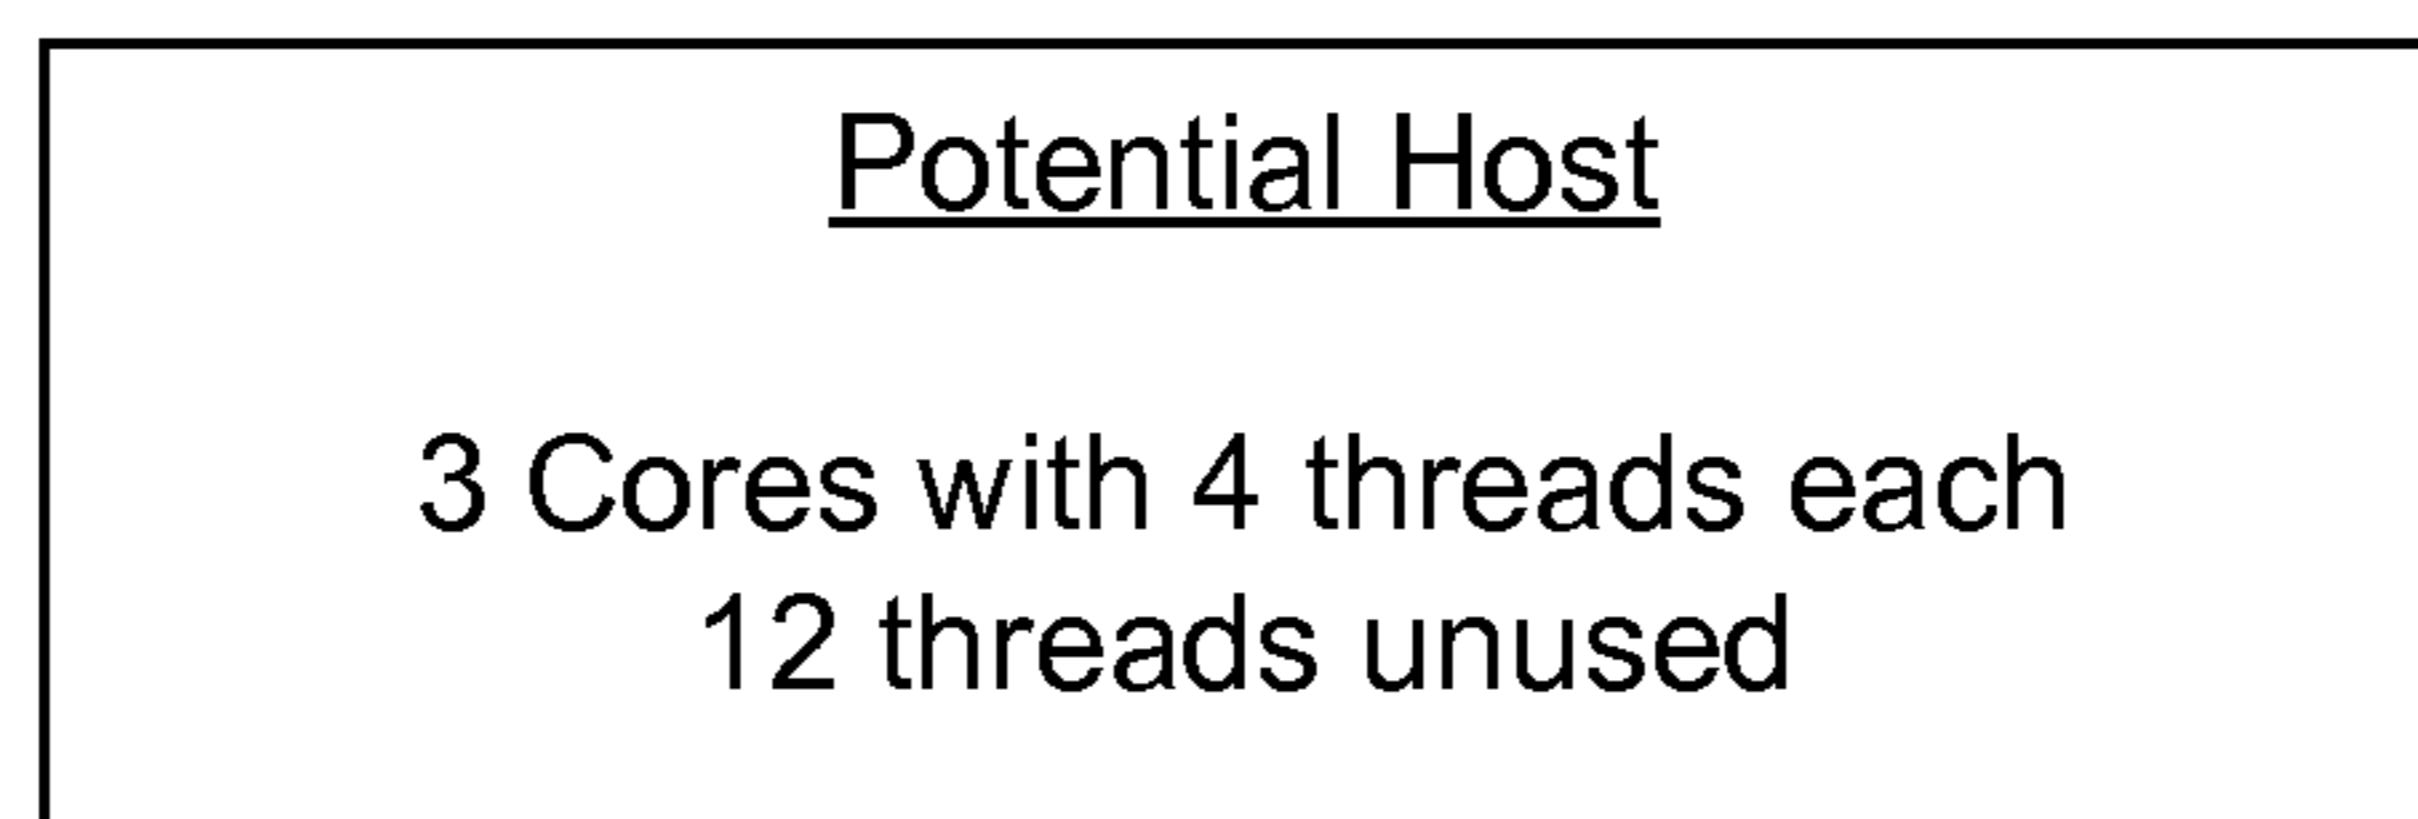 Potential Host
3 Cores with 4 threads each
12 threads unused